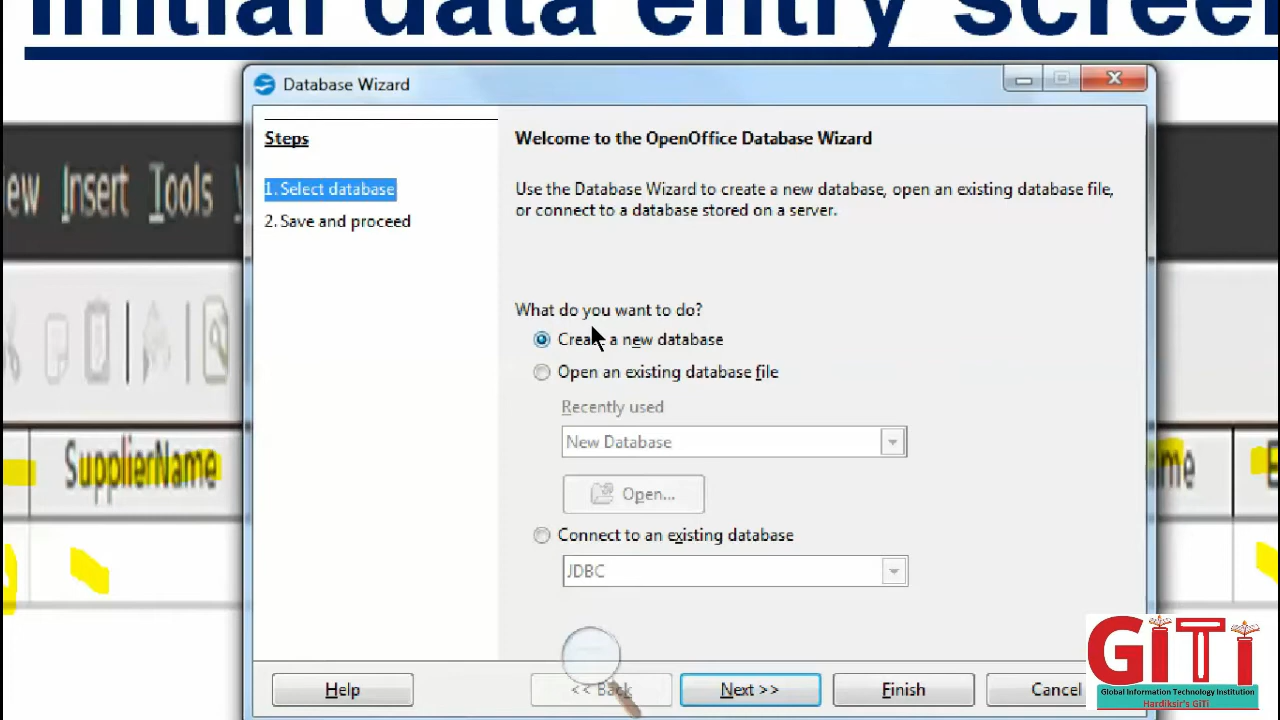 Initial data entry screen
Database Wizard
Steps
1. Select database
2. Save and proceed
Welcome to the OpenOffice Database Wizard
Use the Database Wizard to create a new database, open an existing database file,
or connect to a database stored on a server.
What do you want to do?
Create a new database
Open an existing database file
Recently used
New Database
Open...
Connect to an existing database
JDBC
Help
<< Back
Next >>
Finish
Cancel
ew Insert Tools
SupplierName
me
GiTi
Global Information Technology Institution
Hardiksir's GiTi